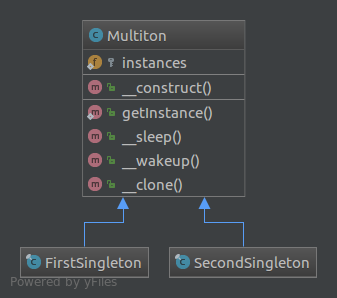 Multiton
instances
__construct()
getInstance()
__sleep()
__wakeup()
__clone()
FirstSingleton
SecondSingleton
Powered by yFiles